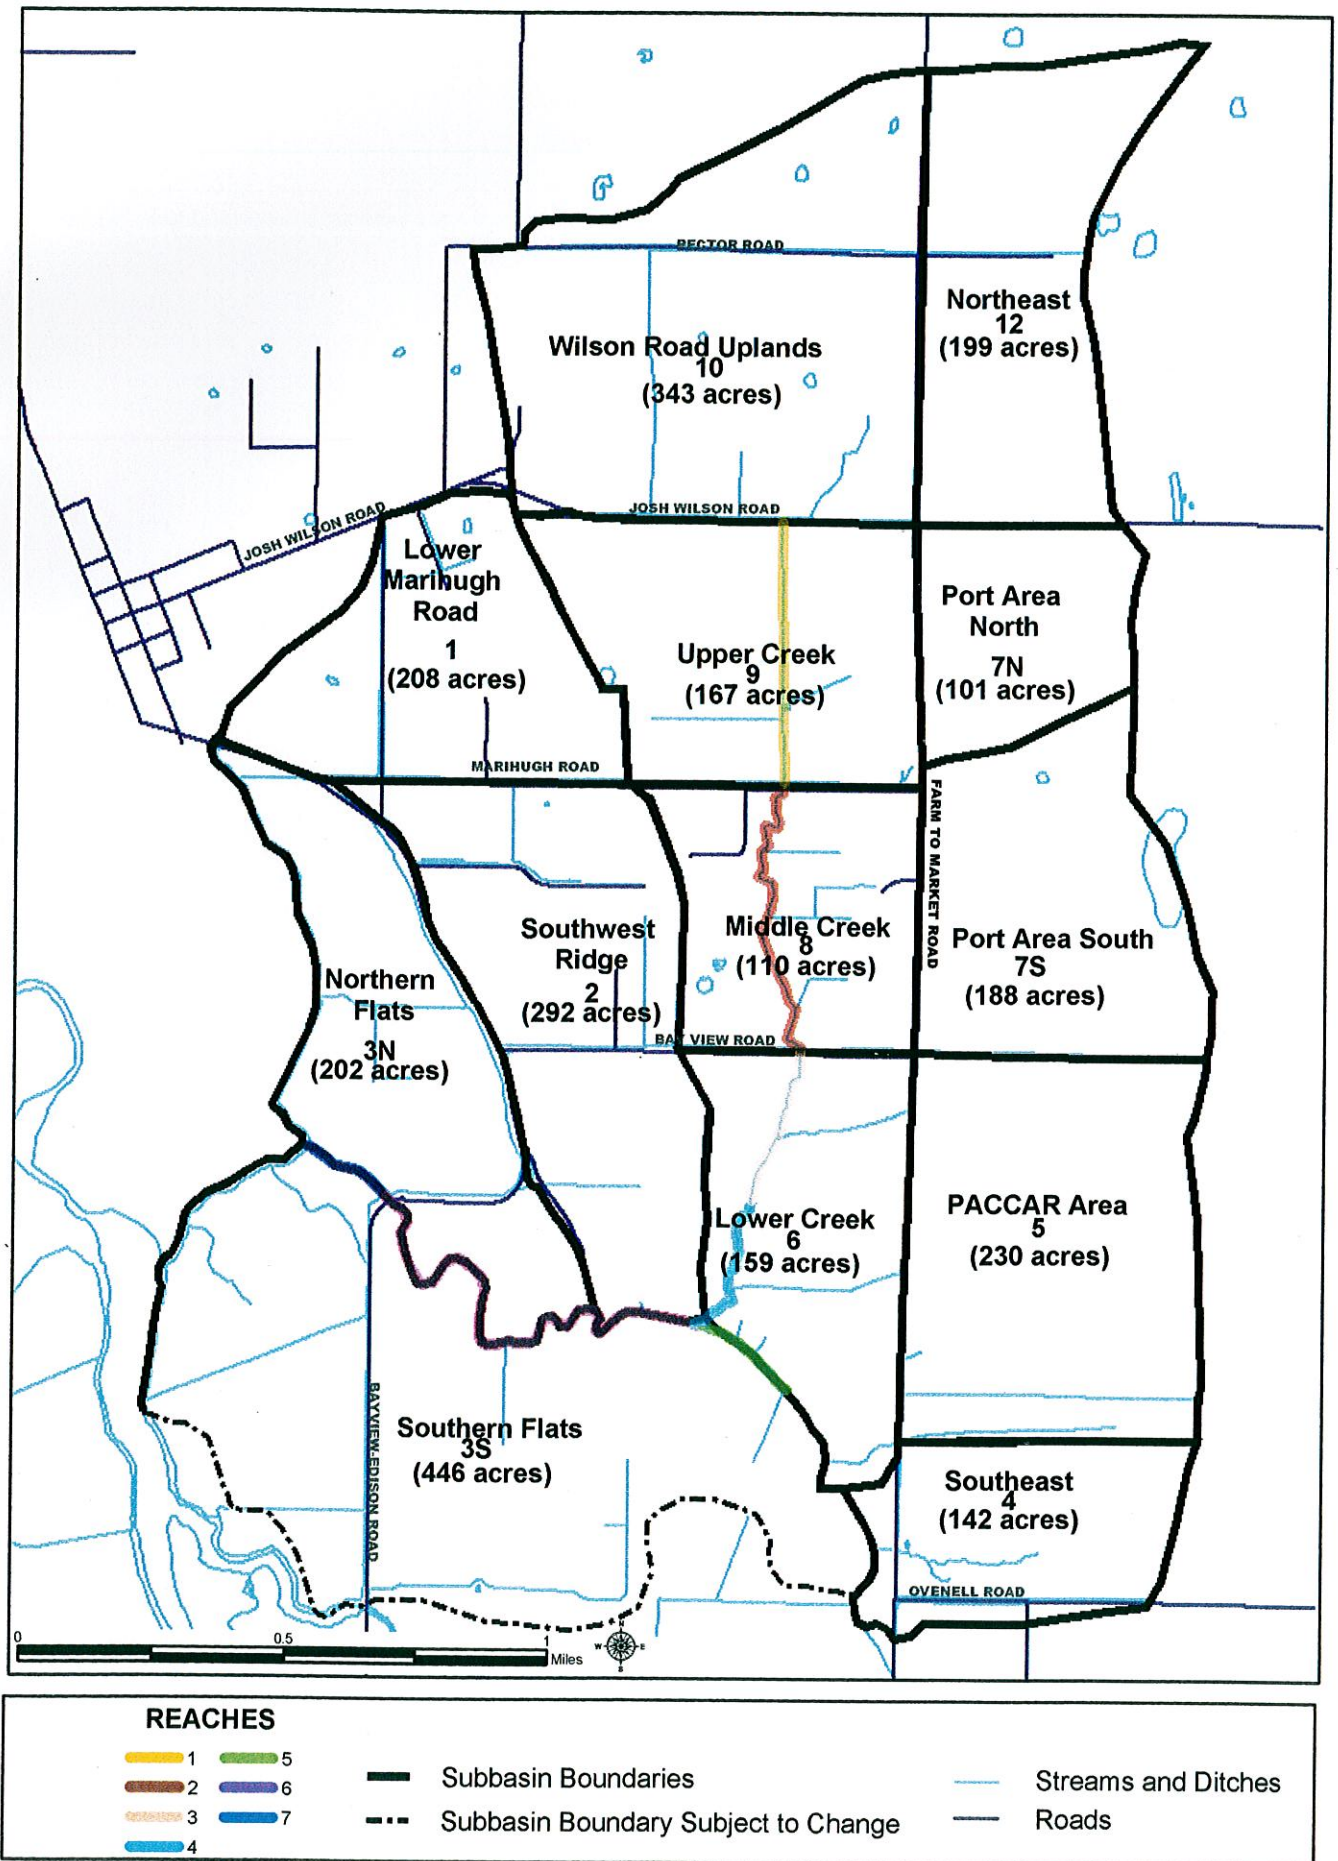 RECTOR ROAD
Northeast
12
(199 acres)
Wilson Road Uplands
10
(343 acres)
JOSH WILSON ROAD
JOSH WILSON ROAD
Lower
Marihugh
Road
1
(208 acres)
Port Area
North
7N
(101 acres)
Upper Creek
9
(167 acres)
MARIHUGH ROAD
FARM TO MARKET ROAD
Southwest
Ridge
2
(292 acres)
Middle Creek
8
(110 acres)
Port Area South
7S
(188 acres)
Northern
Flats
3N
(202 acres)
BAY VIEW ROAD
Lower Creek
6
(159 acres)
PACCAR Area
5
(230 acres)
BAYVIEW-EDISON ROAD
Southern Flats
3S
(446 acres)
Southeast
4
(142 acres)
OVENELL ROAD
0 0.5 1
Miles
N
W E
S
REACHES
1 5
2 6
3 7
4
Subbasin Boundaries
Subbasin Boundary Subject to Change
Streams and Ditches
Roads